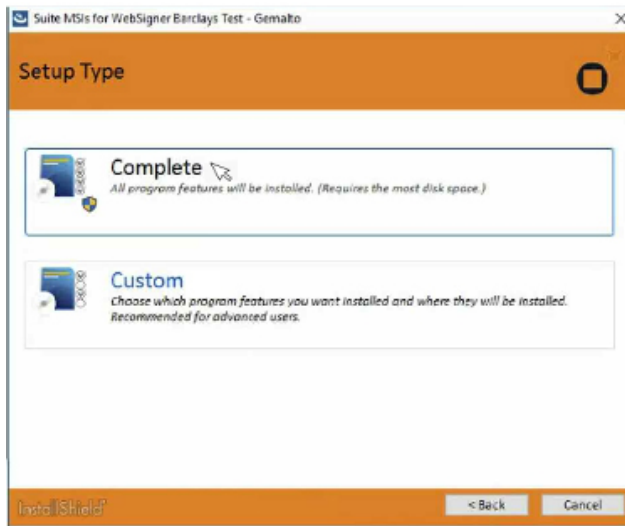 Suite MSIs for WebSigner Barclays Test - Gemalto
Setup Type
Complete
All program features will be installed. (Requires the most disk space.)
Custom
Choose which program features you want installed and where they will be installed.
Recommended for advanced users.
InstallShield
< Back
Cancel